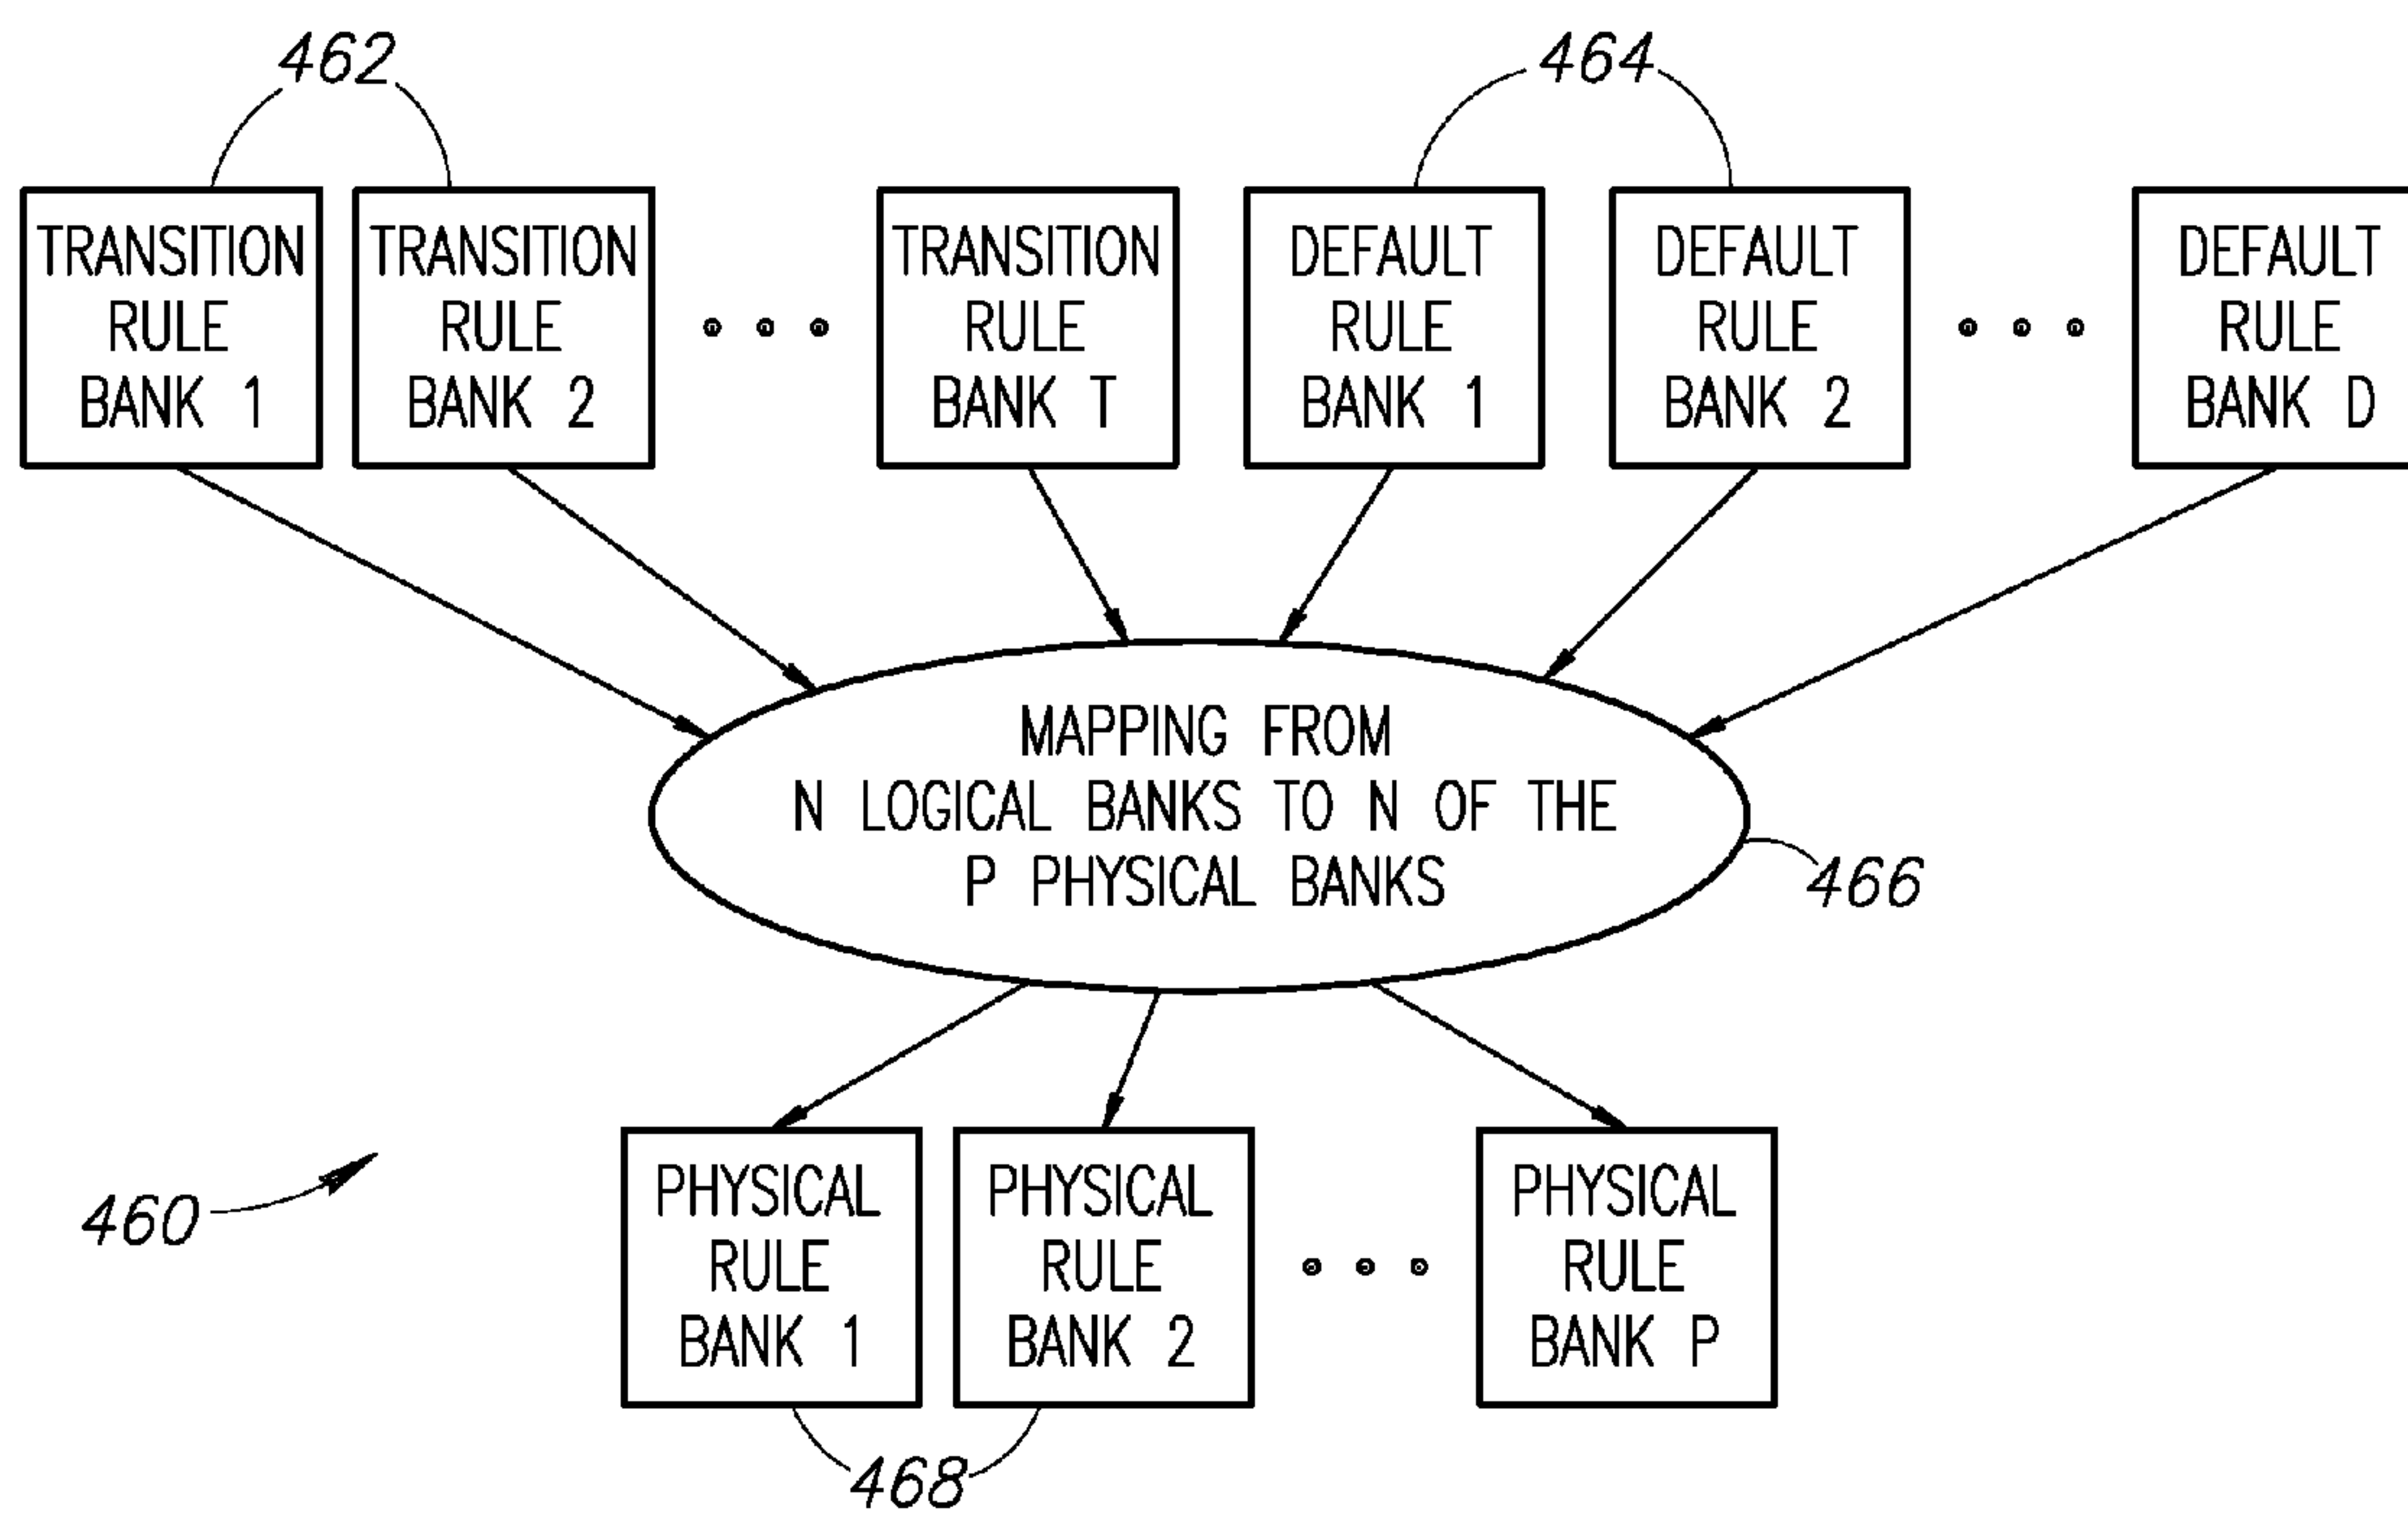 462
464
TRANSITION
RULE
BANK 1
TRANSITION
RULE
BANK 2
TRANSITION
RULE
BANK T
DEFAULT
RULE
BANK 1
DEFAULT
RULE
BANK 2
DEFAULT
RULE
BANK D
MAPPING FROM
N LOGICAL BANKS TO N OF THE
P PHYSICAL BANKS
466
460
PHYSICAL
RULE
BANK 1
PHYSICAL
RULE
BANK 2
PHYSICAL
RULE
BANK P
468